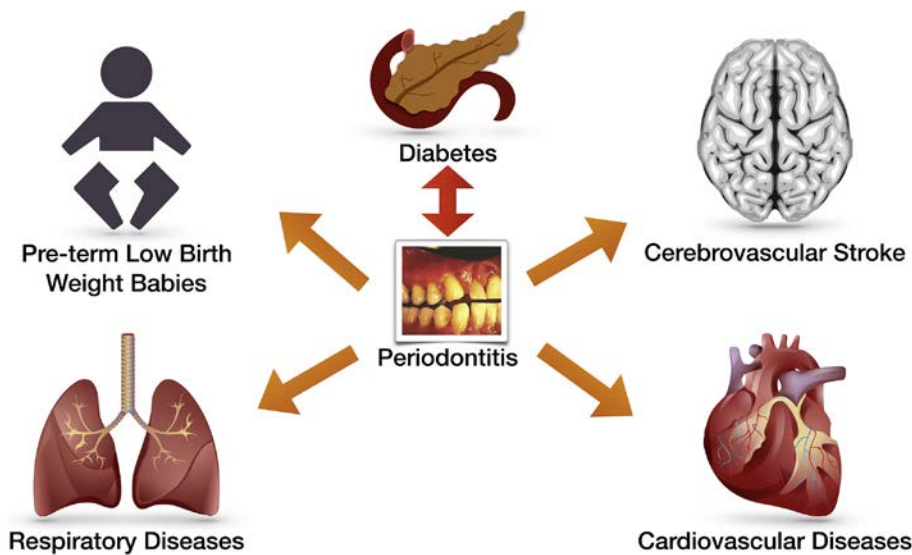 Diabetes
Pre-term Low Birth
Weight Babies
Cerebrovascular Stroke
Periodontitis
Respiratory Diseases
Cardiovascular Diseases